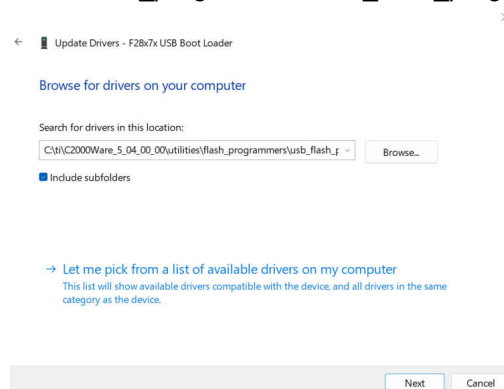 Update Drivers - F28x7x USB Boot Loader
Browse for drivers on your computer
Search for drivers in this location:
C:\ti\C2000Ware_5_04_00_00\utilities\flash_programmers\usb_flash_p
Browse...
Include subfolders
→ Let me pick from a list of available drivers on my computer
This list will show available drivers compatible with the device, and all drivers in the same
category as the device.
Next Cancel